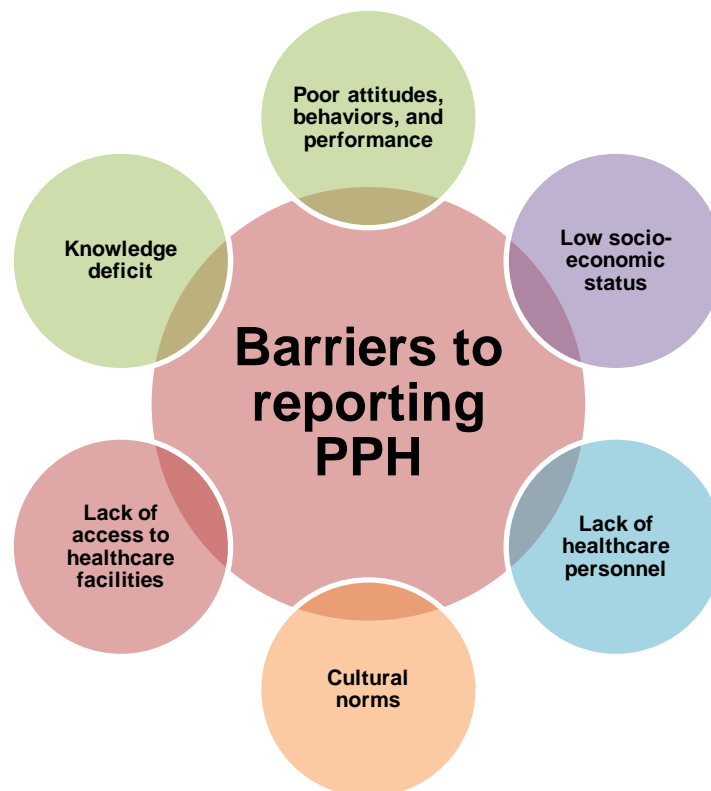 Poor attitudes,
behaviors, and
performance
Low socio-
economic
status
Lack of
healthcare
personnel
Cultural
norms
Lack of
access to
healthcare
facilities
Knowledge
deficit
Barriers to
reporting
PPH